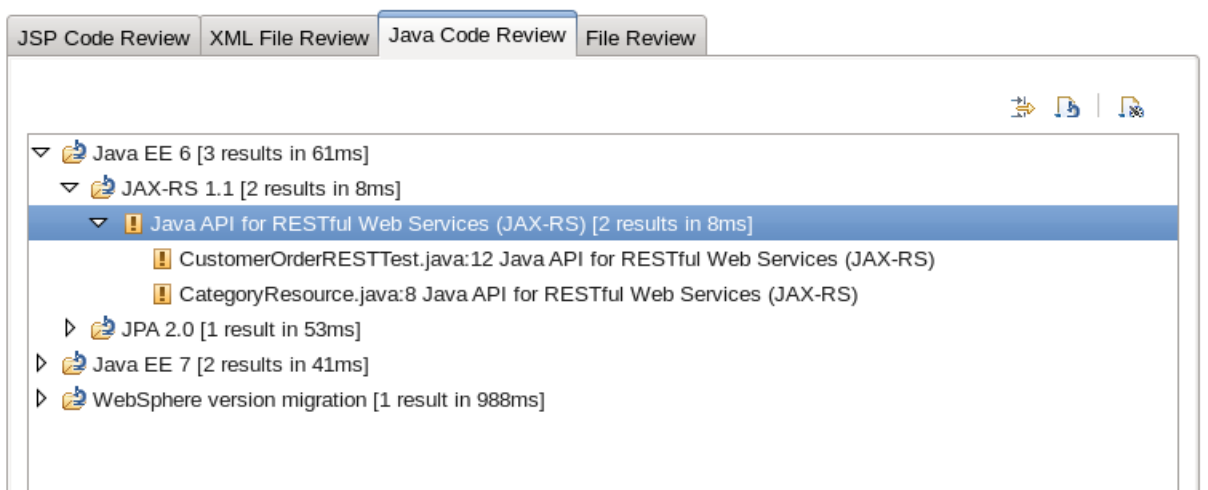 JSP Code Review XML File Review Java Code Review File Review
Java EE 6 [3 results in 61ms]
JAX-RS 1.1 [2 results in 8ms]
Java API for RESTful Web Services (JAX-RS) [2 results in 8ms]
CustomerOrderRESTTest.java:12 Java API for RESTful Web Services (JAX-RS)
CategoryResource.java:8 Java API for RESTful Web Services (JAX-RS)
JPA 2.0 [1 result in 53ms]
Java EE 7 [2 results in 41ms]
WebSphere version migration [1 result in 988ms]